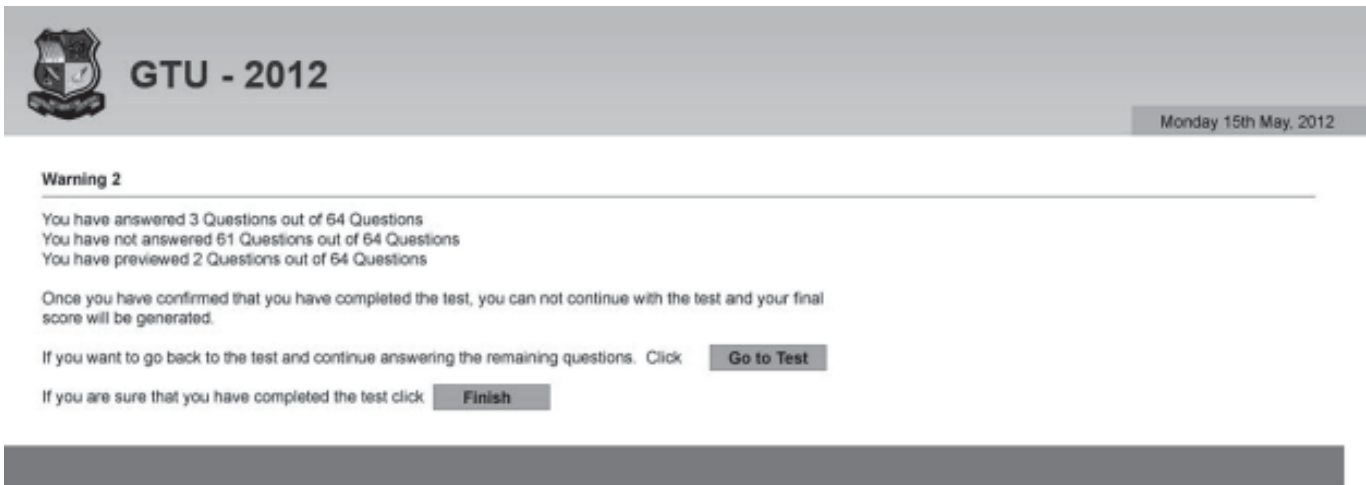 GTU - 2012
Monday 15th May, 2012
Warning 2
You have answered 3 Questions out of 64 Questions
You have not answered 61 Questions out of 64 Questions
You have previewed 2 Questions out of 64 Questions
Once you have confirmed that you have completed the test, you can not continue with the test and your final
score will be generated.
If you want to go back to the test and continue answering the remaining questions. Click Go to Test
If you are sure that you have completed the test click Finish